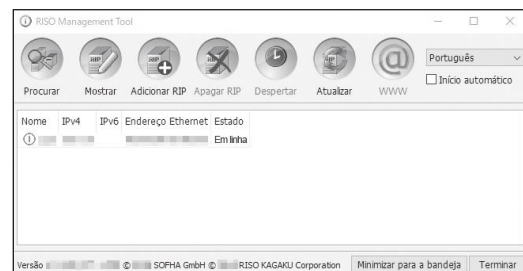 RISO Management Tool
Procurar Mostrar Adicionar RIP Apagar RIP Despertar Atualizar WWW
Português
Início automático
Nome IPv4 IPv6 Endereço Ethernet Estado
Em linha
Versão © SOFHA GmbH © RISO KAGAKU Corporation Minimizar para a bandeja Terminar